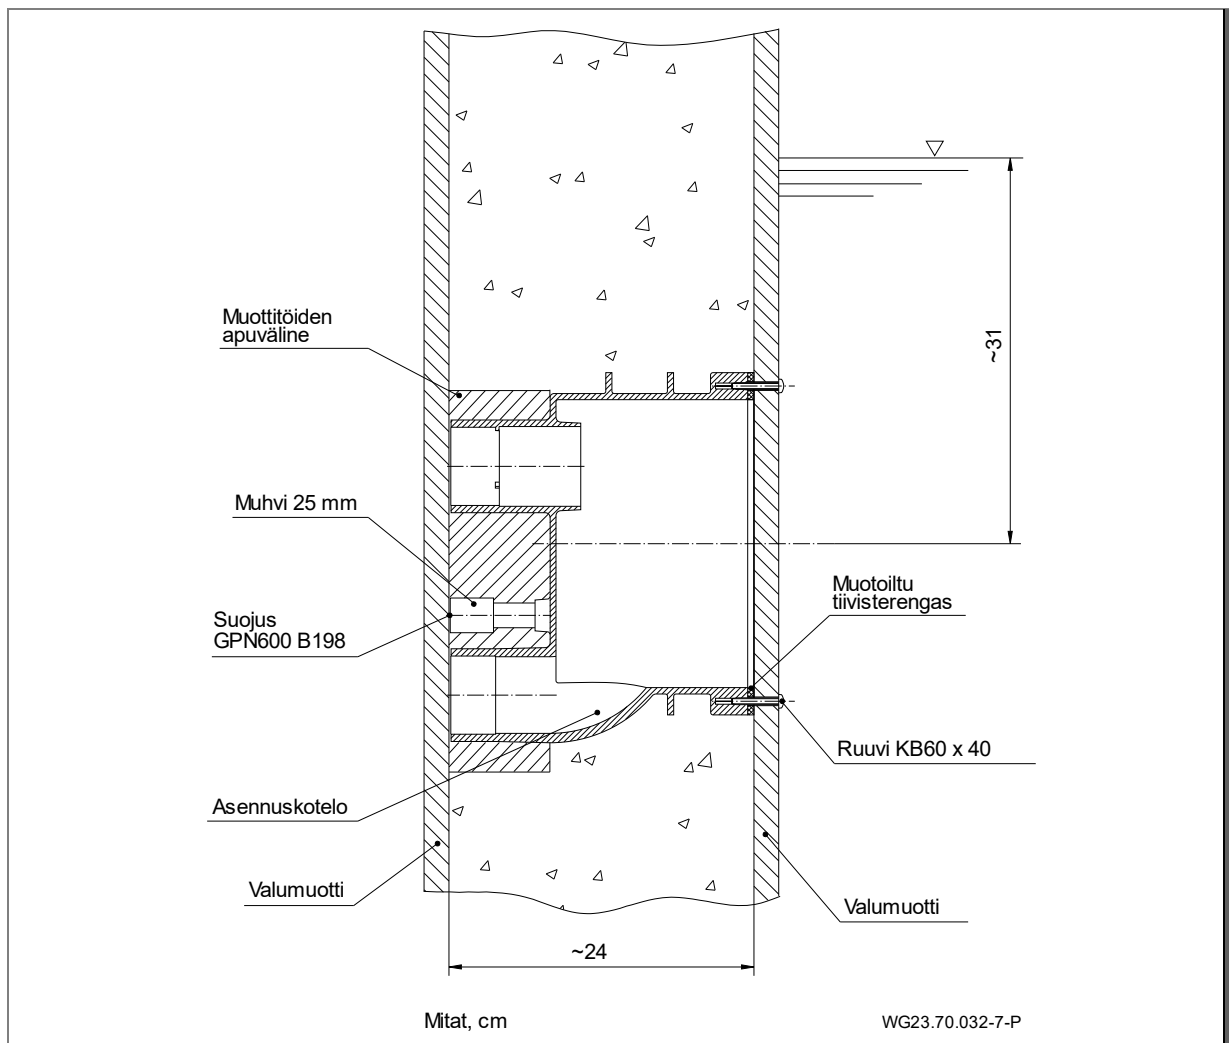 ~31
Muottitöiden
apuväline
Muhvi 25 mm
Muotoiltu
tiivisterengas
Suojus
GPN600 B198
Ruuvi KB60 x 40
Asennuskotelo
Valumuotti
Valumuotti
~24
Mitat, cm
WG23.70.032-7-P